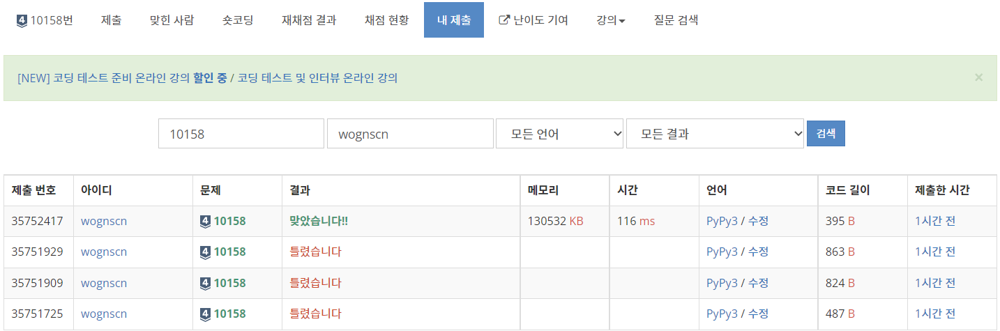 4 10158번 제출 맞힌 사람 숏코딩 재채점 결과 채점 현황 내 제출 난이도 기여 강의 질문 검색
[NEW] 코딩 테스트 준비 온라인 강의 할인 중 / 코딩 테스트 및 인터뷰 온라인 강의 ×
10158 wognscn 모든 언어 모든 결과 검색
제출 번호 아이디 문제 결과 메모리 시간 언어 코드 길이 제출한 시간
35752417 wognscn 4 10158 맞았습니다!! 130532 KB 116 ms PyPy3 / 수정 395 B 1시간 전
35751929 wognscn 4 10158 틀렸습니다 PyPy3 / 수정 863 B 1시간 전
35751909 wognscn 4 10158 틀렸습니다 PyPy3 / 수정 824 B 1시간 전
35751725 wognscn 4 10158 틀렸습니다 PyPy3 / 수정 487 B 1시간 전